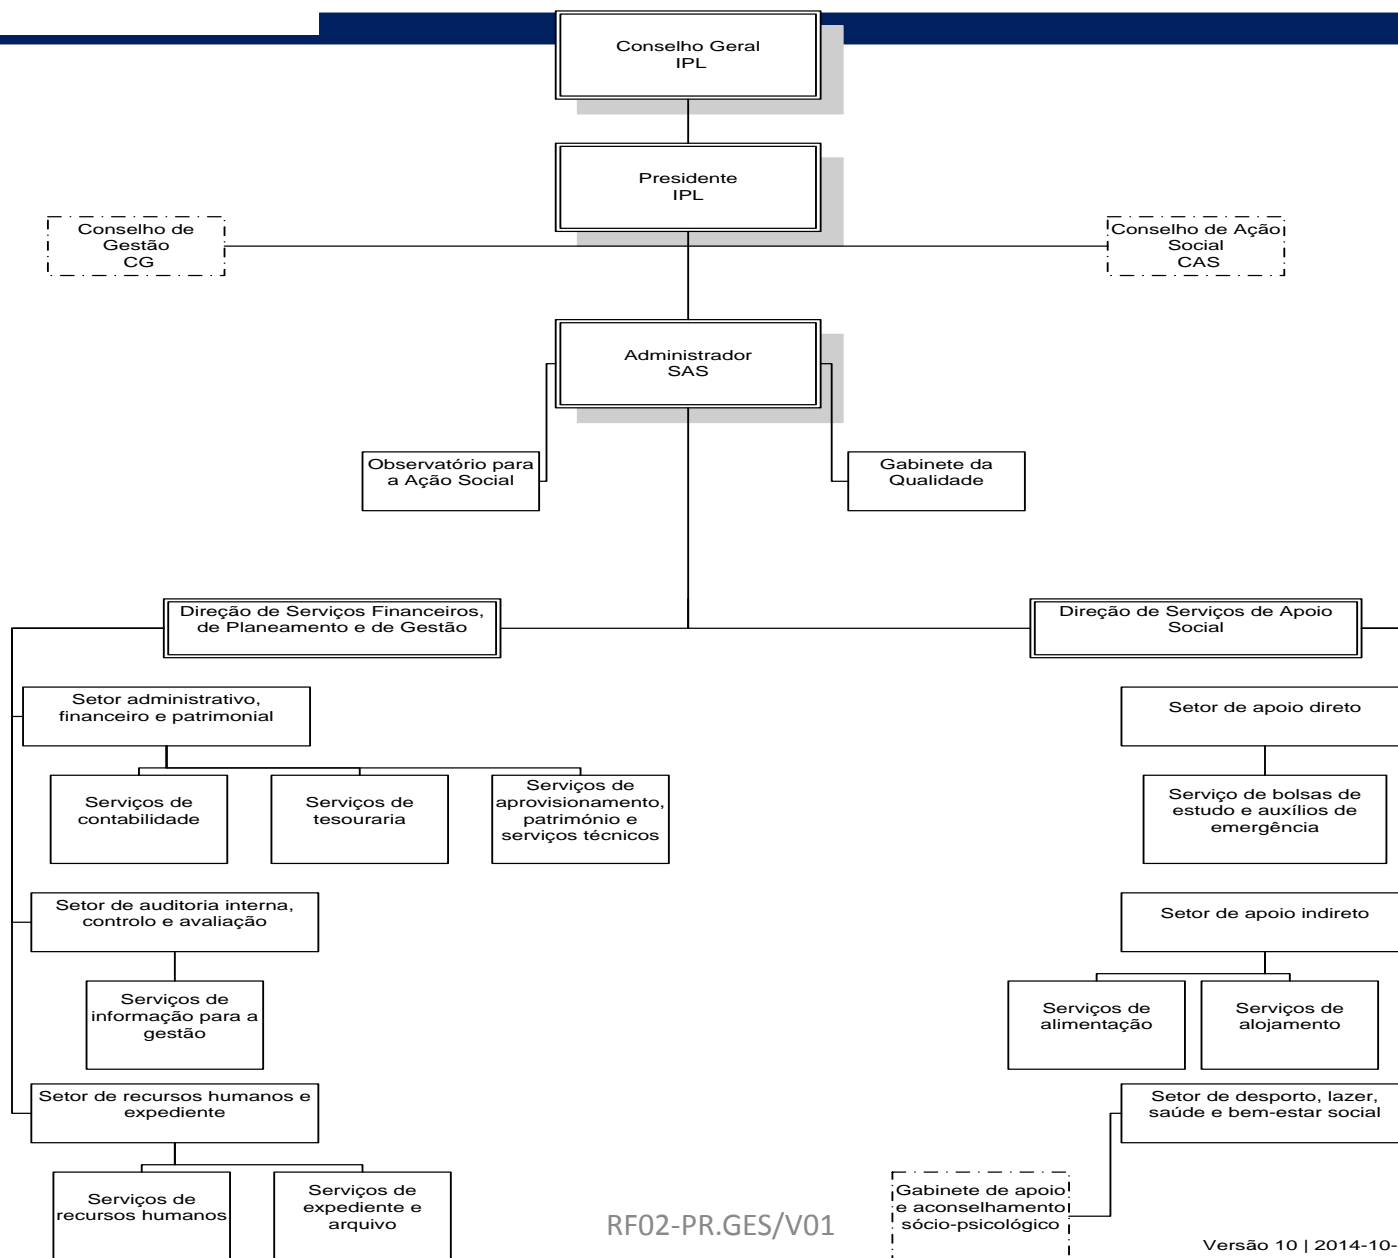 Conselho Geral
IPL
Presidente
IPL
Conselho de
Gestão
CG
Conselho de Ação
Social
CAS
Administrador
SAS
Observatório para
a Ação Social
Gabinete da
Qualidade
Direção de Serviços Financeiros,
de Planeamento e de Gestão
Direção de Serviços de Apoio
Social
Setor administrativo,
financeiro e patrimonial
Setor de apoio direto
Serviços de
contabilidade
Serviços de
tesouraria
Serviços de
aprovisionamento,
património e
serviços técnicos
Serviço de bolsas de
estudo e auxílios de
emergência
Setor de auditoria interna,
controlo e avaliação
Setor de apoio indireto
Serviços de
informação para a
gestão
Serviços de
alimentação
Serviços de
alojamento
Setor de recursos humanos e
expediente
Setor de desporto, lazer,
saúde e bem-estar social
Serviços de
recursos humanos
Serviços de
expediente e
arquivo
Gabinete de apoio
e aconselhamento
sócio-psicológico
RF02-PR.GES/V01
Versão 10 | 2014-10-